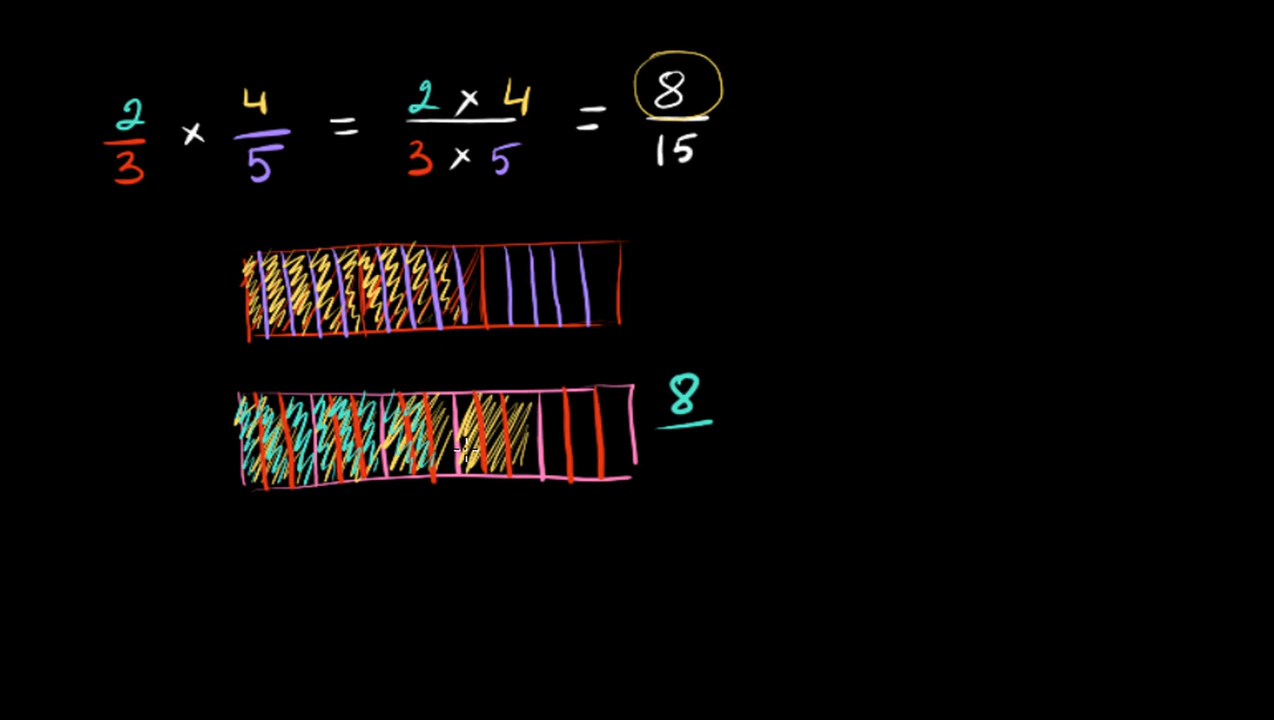 2/3 × 4/5 = 2 × 4 / 3 × 5 = 8/15
8